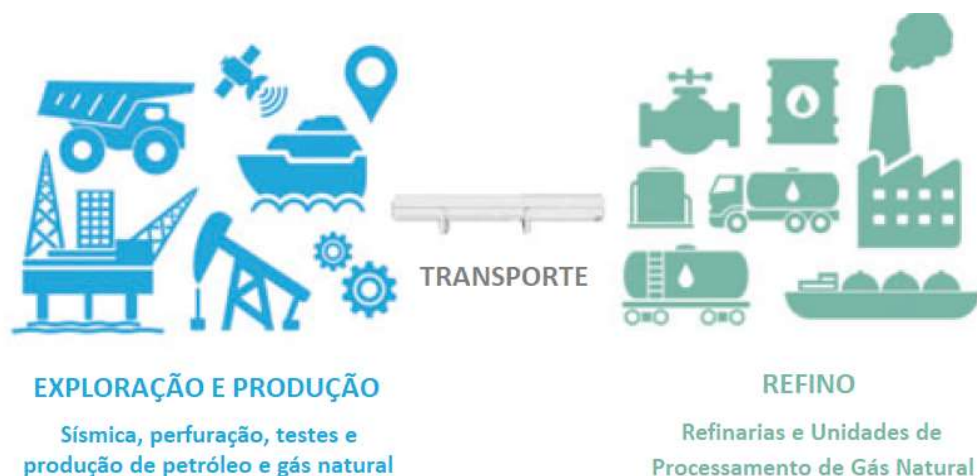 TRANSPORTE
EXPLORAÇÃO E PRODUÇÃO
Sísmica, perfuração, testes e
produção de petróleo e gás natural
REFINO
Refinarias e Unidades de
Processamento de Gás Natural